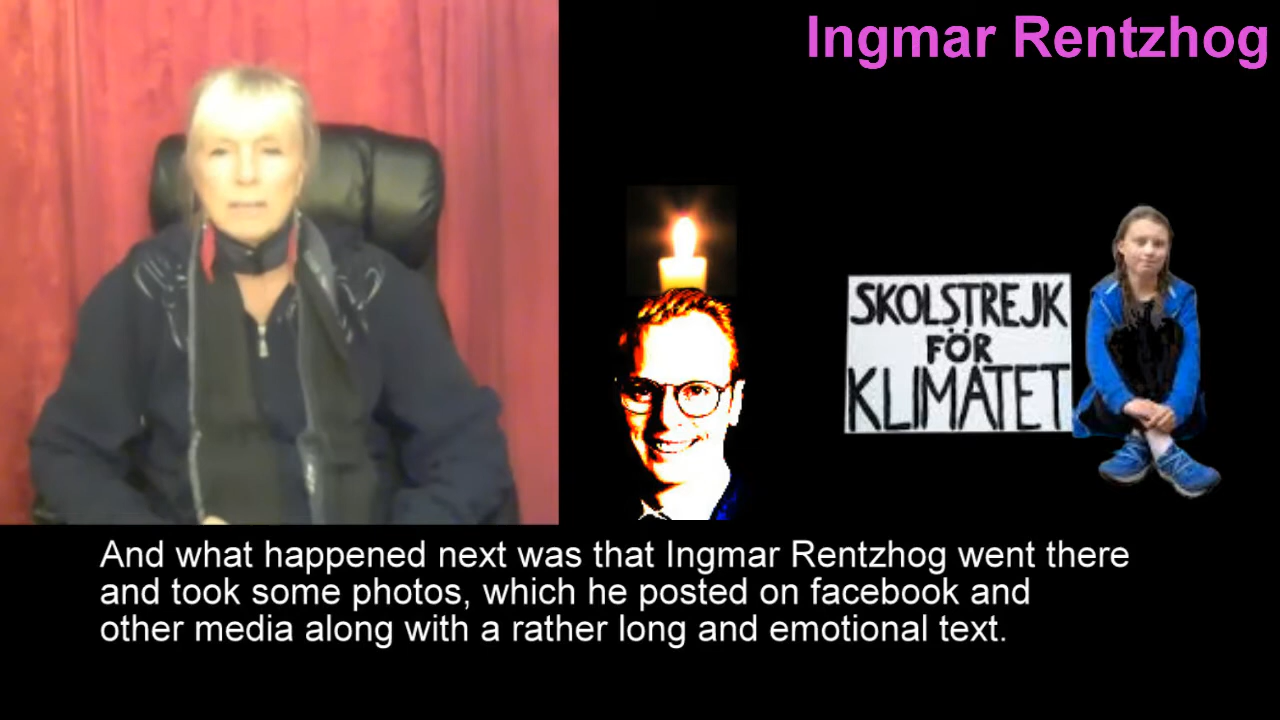 Ingmar Rentzhog
SKOLSTREJK
FÖR
KLIMATET
And what happened next was that Ingmar Rentzhog went there
and took some photos, which he posted on facebook and
other media along with a rather long and emotional text.